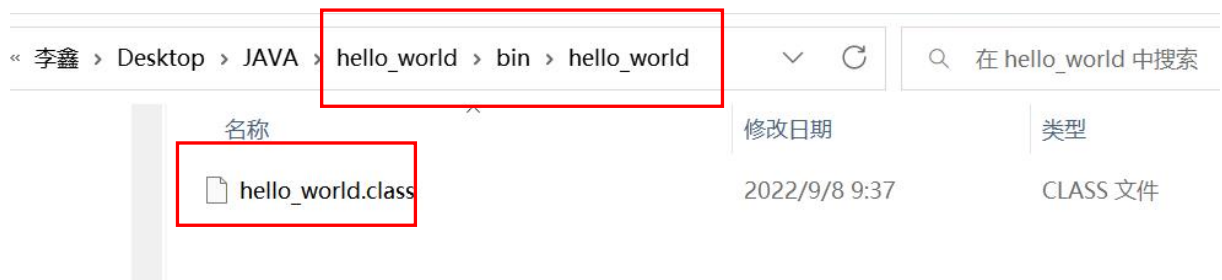 « 李鑫 › Desktop › JAVA › hello_world › bin › hello_world 在 hello_world 中搜索
名称 修改日期 类型
hello_world.class 2022/9/8 9:37 CLASS 文件